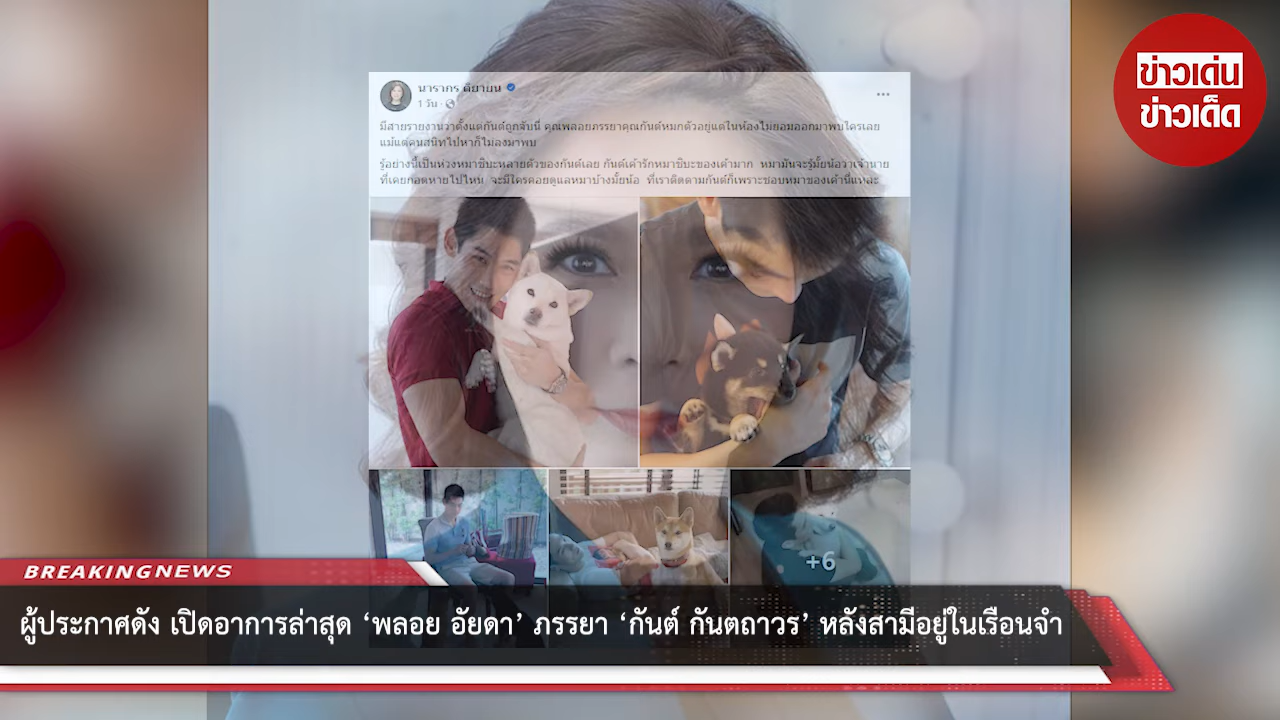 ข่าวเด่น
ข่าวเด็ด
นารากร ติยายน
1 วัน
มีสายรายงานว่าตั้งแต่กันต์ถูกจับนี่ คุณพลอยภรรยาคุณกันต์หมกตัวอยู่แต่ในห้องไม่ยอมออกมาพบใครเลย
แม้แต่คนสนิทไปหาก็ไม่ลงมาพบ
รู้อย่างนี้เป็นห่วงหมาชิบะหลายตัวของกันต์เลย กันต์เค้ารักหมาชิบะของเค้ามาก หมามันจะรู้มั้ยน้อว่าเจ้านาย
ที่เคยกอดหายไปไหน จะมีใครคอยดูแลหมาบ้างมั้ยน้อ ที่เราติดตามกันต์ก็เพราะชอบหมาของเค้านี่แหละ
+6
BREAKINGNEWS
ผู้ประกาศดัง เปิดอาการล่าสุด ‘พลอย อัยดา’ ภรรยา ‘กันต์ กันตถาวร’ หลังสามีอยู่ในเรือนจำ